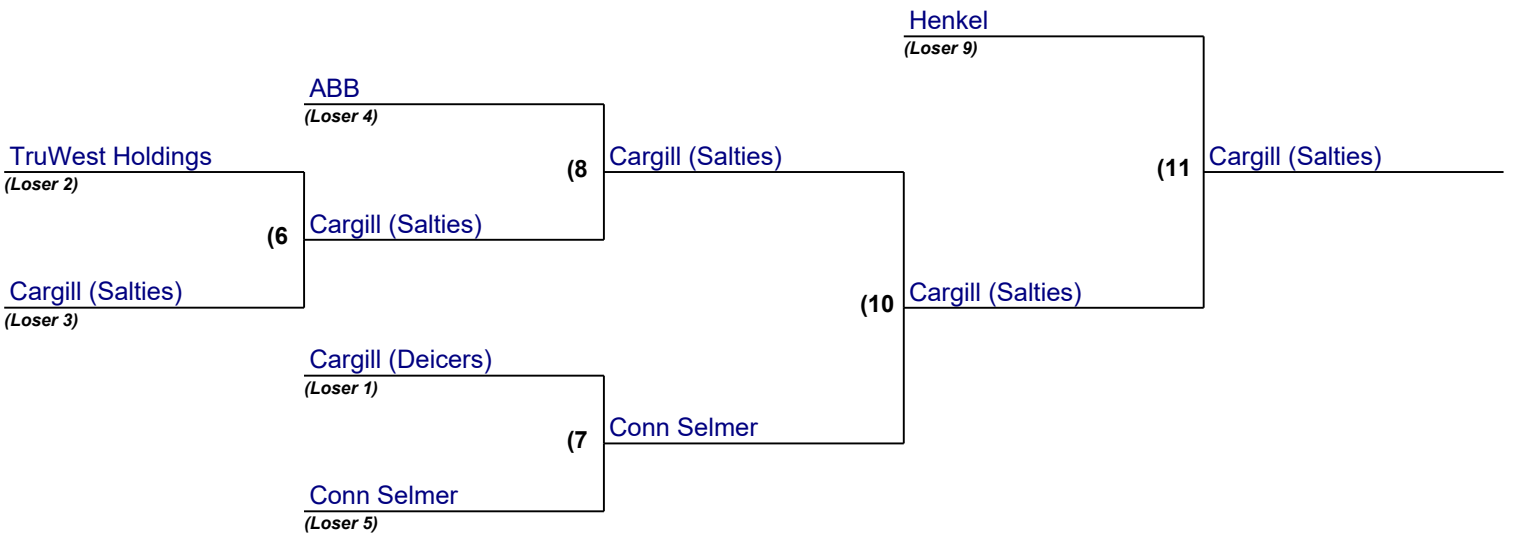 Henkel
(Loser 9)
ABB
(Loser 4)
TruWest Holdings
(Loser 2)
(8
Cargill (Salties)
(11
Cargill (Salties)
(6
Cargill (Salties)
Cargill (Salties)
(Loser 3)
(10
Cargill (Salties)
Cargill (Deicers)
(Loser 1)
(7
Conn Selmer
Conn Selmer
(Loser 5)